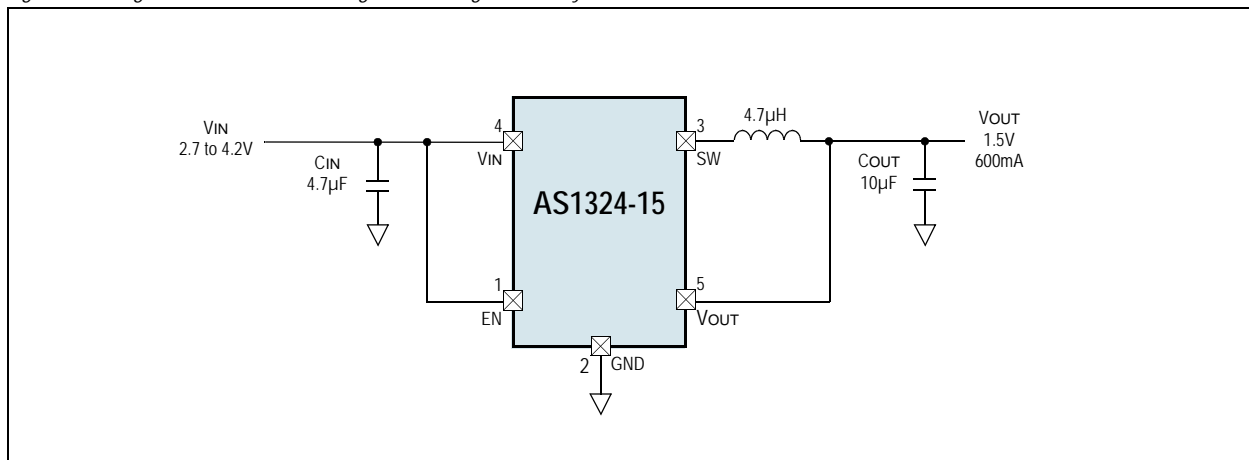 VIN
2.7 to 4.2V
CIN
4.7µF
4
VIN
1
EN
AS1324-15
2
GND
3
SW
4.7µH
5
VOUT
COUT
10µF
VOUT
1.5V
600mA